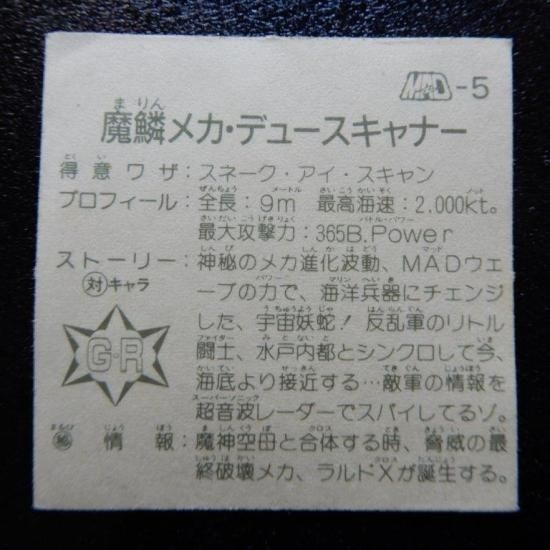 MAD-5
魔鱗メカ・デュースキャナー
得意ワザ:スネーク・アイ・スキャン
プロフィール:全長:9m 最高海速:2.000kt。
最大攻撃力:365B.Power
ストーリー:神秘のメカ進化波動、MADウェ
対キャラ ーブの力で、海洋兵器にチェンジ
した、宇宙妖蛇!反乱軍のリトル
G・R 闘士、水戸内都とシンクロして今、
海底より接近する…敵軍の情報を
超音波レーダーでスパイしてるゾ。
㊙情報:魔神空母と合体する時、脅威の最
終破壊メカ、ラルドXが誕生する。